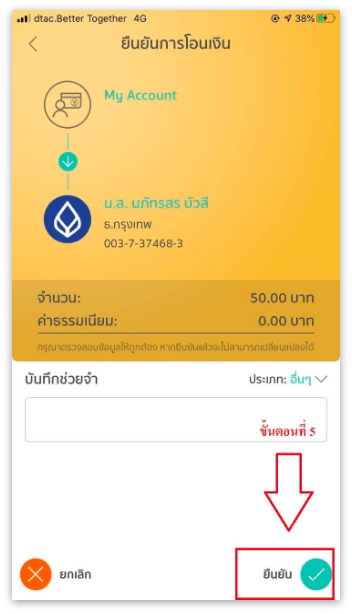 dtac.Better Together 4G 38%
ยืนยันการโอนเงิน
My Account
น.ส. นภัทรสร บัวสี
ธ.กรุงเทพ
003-7-37468-3
จำนวน: 50.00 บาท
ค่าธรรมเนียม: 0.00 บาท
กรุณาตรวจสอบข้อมูลให้ถูกต้อง หากยืนยันแล้วจะไม่สามารถเปลี่ยนแปลงได้
บันทึกช่วยจำ ประเภท: อื่นๆ
ขั้นตอนที่ 5
ยกเลิก ยืนยัน